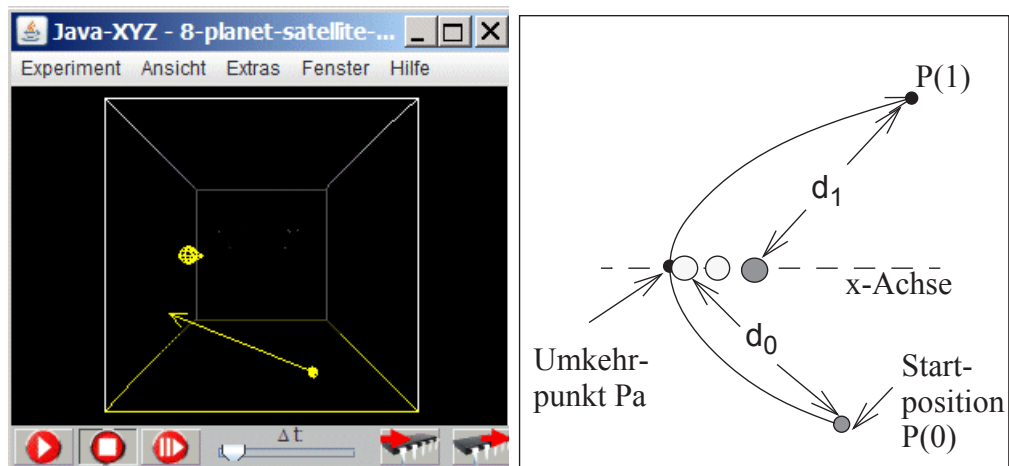 Java-XYZ - 8-planet-satellite-...
Experiment Ansicht Extras Fenster Hilfe
Δt
P(1)
d1
x-Achse
d0
Umkehr-
punkt Pa
Start-
position
P(0)